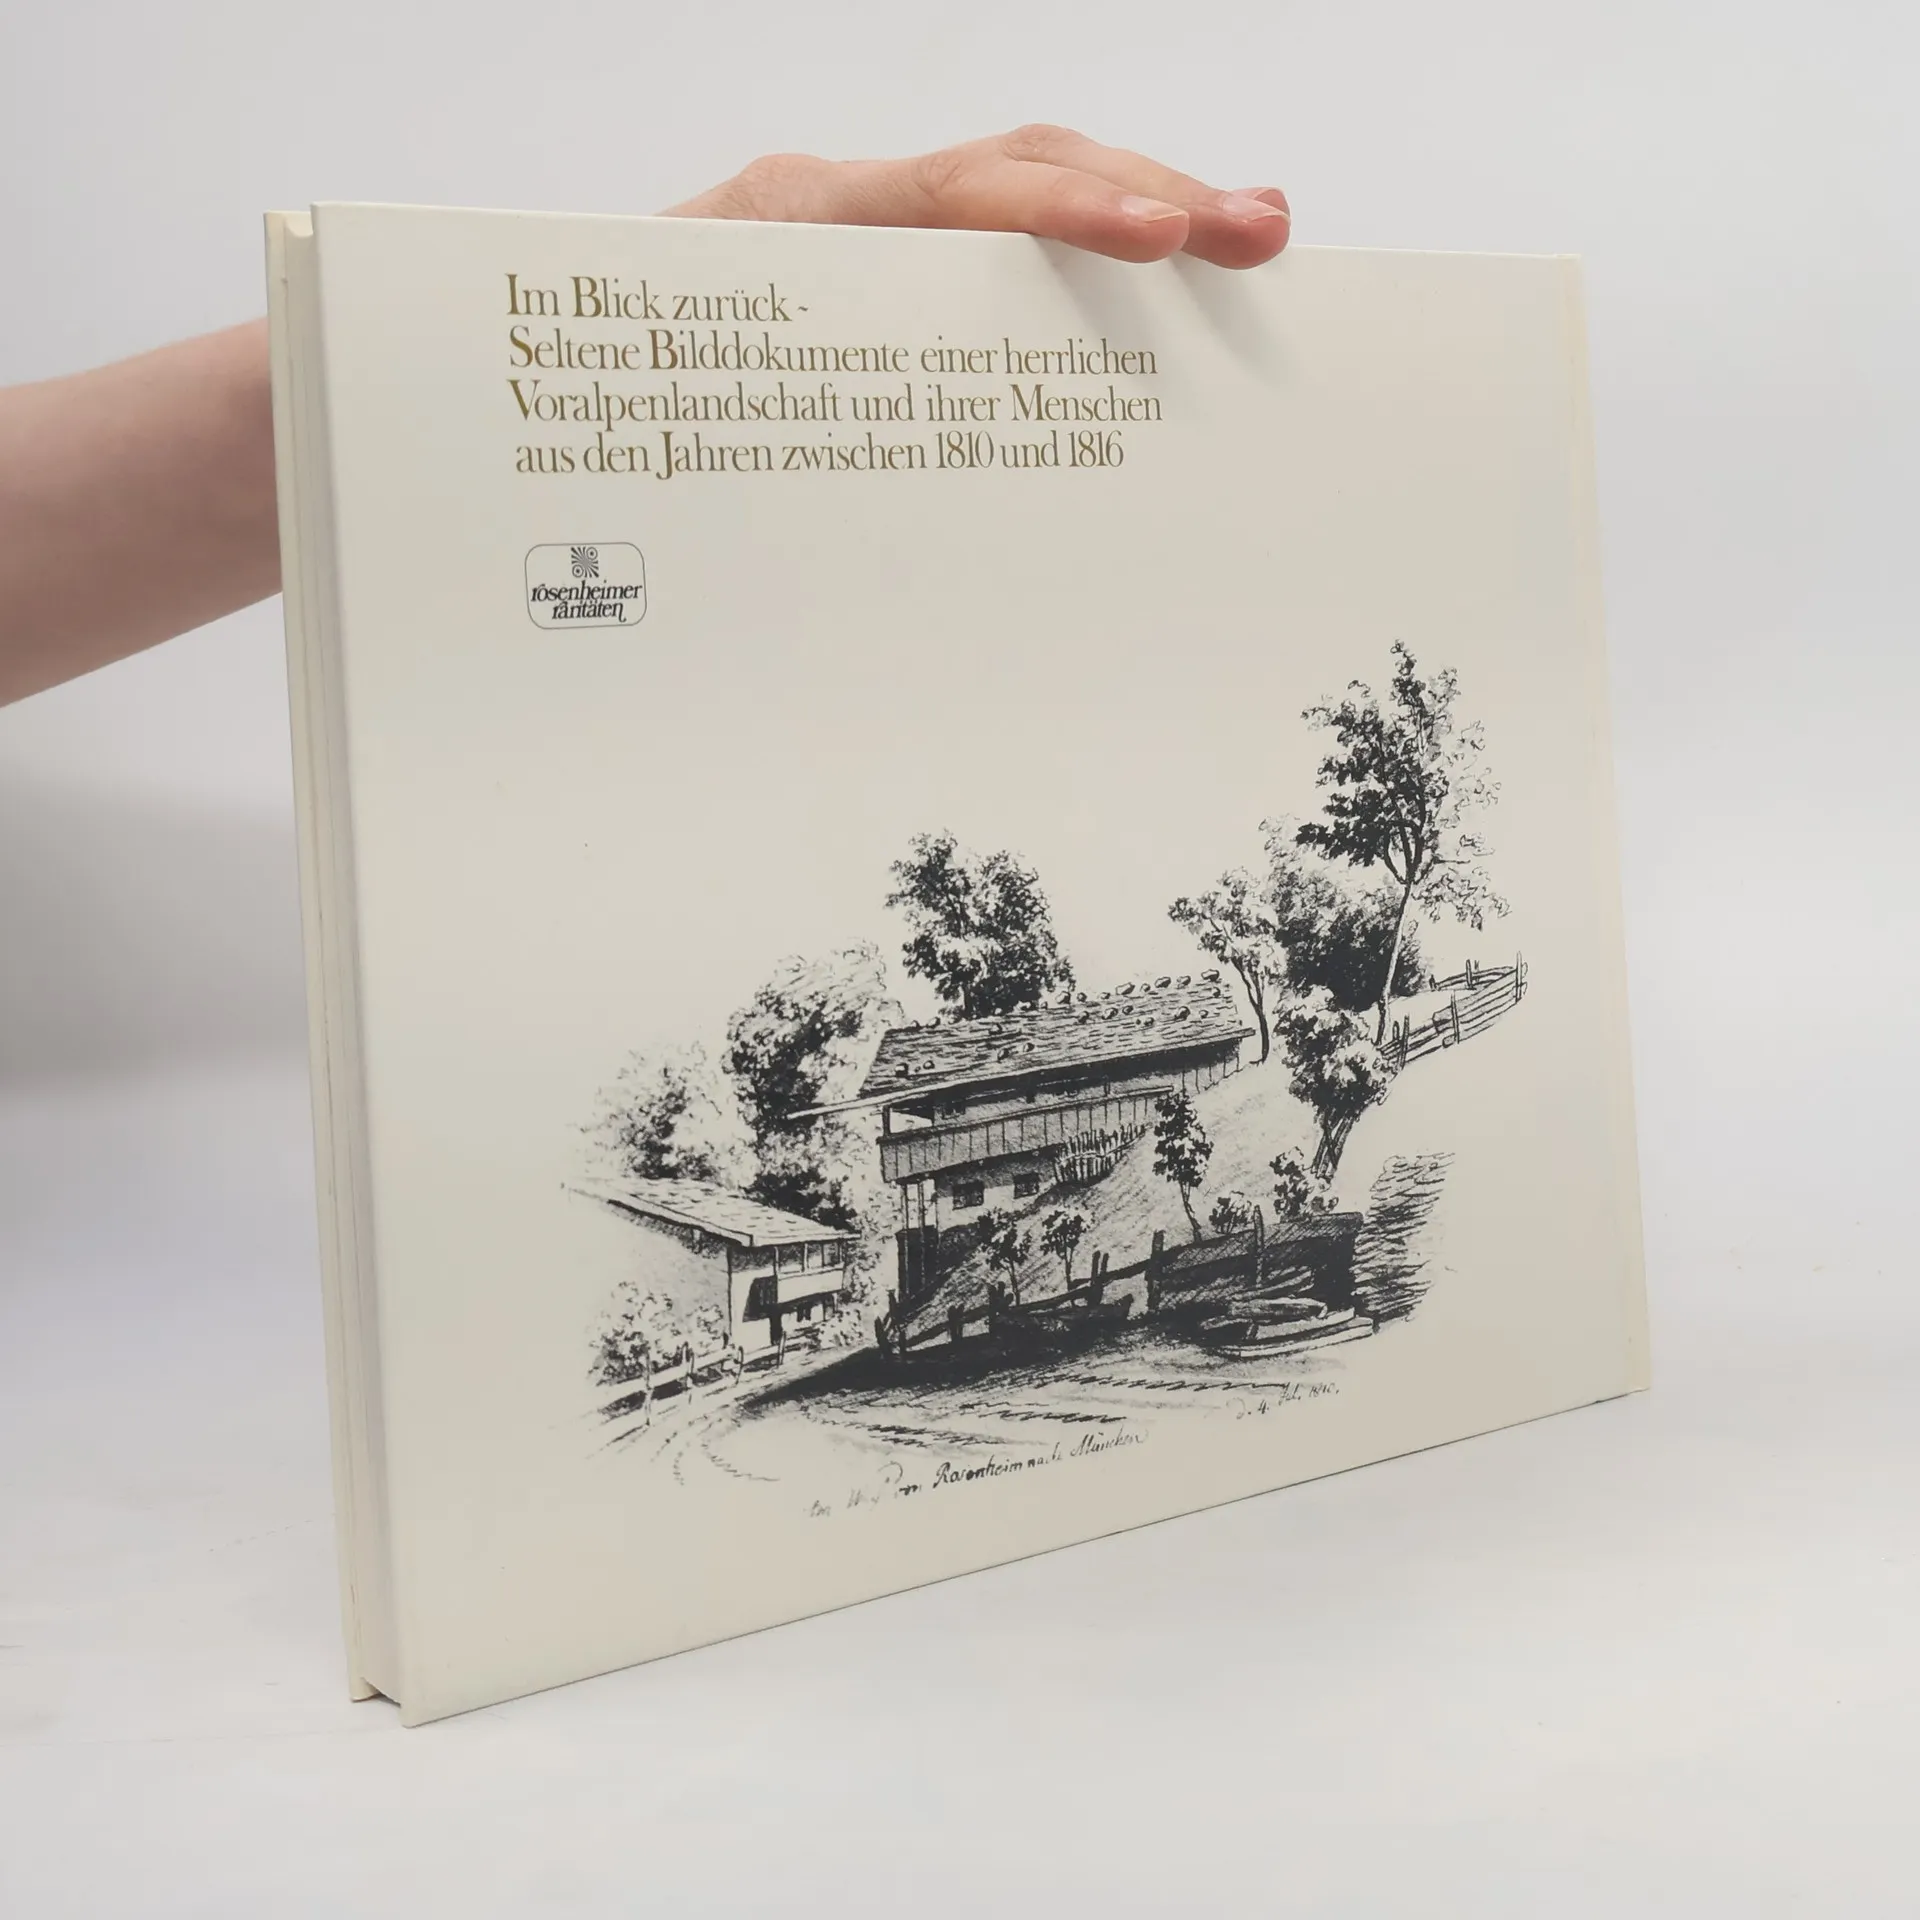 Im Blick zurück ~
Seltene Bilddokumente einer herrlichen
Voralpenlandschaft und ihrer Menschen
aus den Jahren zwischen 1810 und 1816
rosenheimer
raritäten
d. 4. Jul. 1810.
von Rosenheim nach München